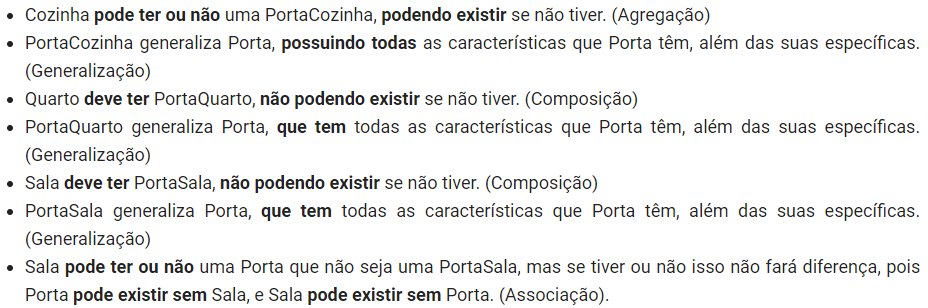 • Cozinha pode ter ou não uma PortaCozinha, podendo existir se não tiver. (Agregação)
• PortaCozinha generaliza Porta, possuindo todas as características que Porta têm, além das suas específicas.
(Generalização)
• Quarto deve ter PortaQuarto, não podendo existir se não tiver. (Composição)
• PortaQuarto generaliza Porta, que tem todas as características que Porta têm, além das suas específicas.
(Generalização)
• Sala deve ter PortaSala, não podendo existir se não tiver. (Composição)
• PortaSala generaliza Porta, que tem todas as características que Porta têm, além das suas específicas.
(Generalização)
• Sala pode ter ou não uma Porta que não seja uma PortaSala, mas se tiver ou não isso não fará diferença, pois
Porta pode existir sem Sala, e Sala pode existir sem Porta. (Associação).